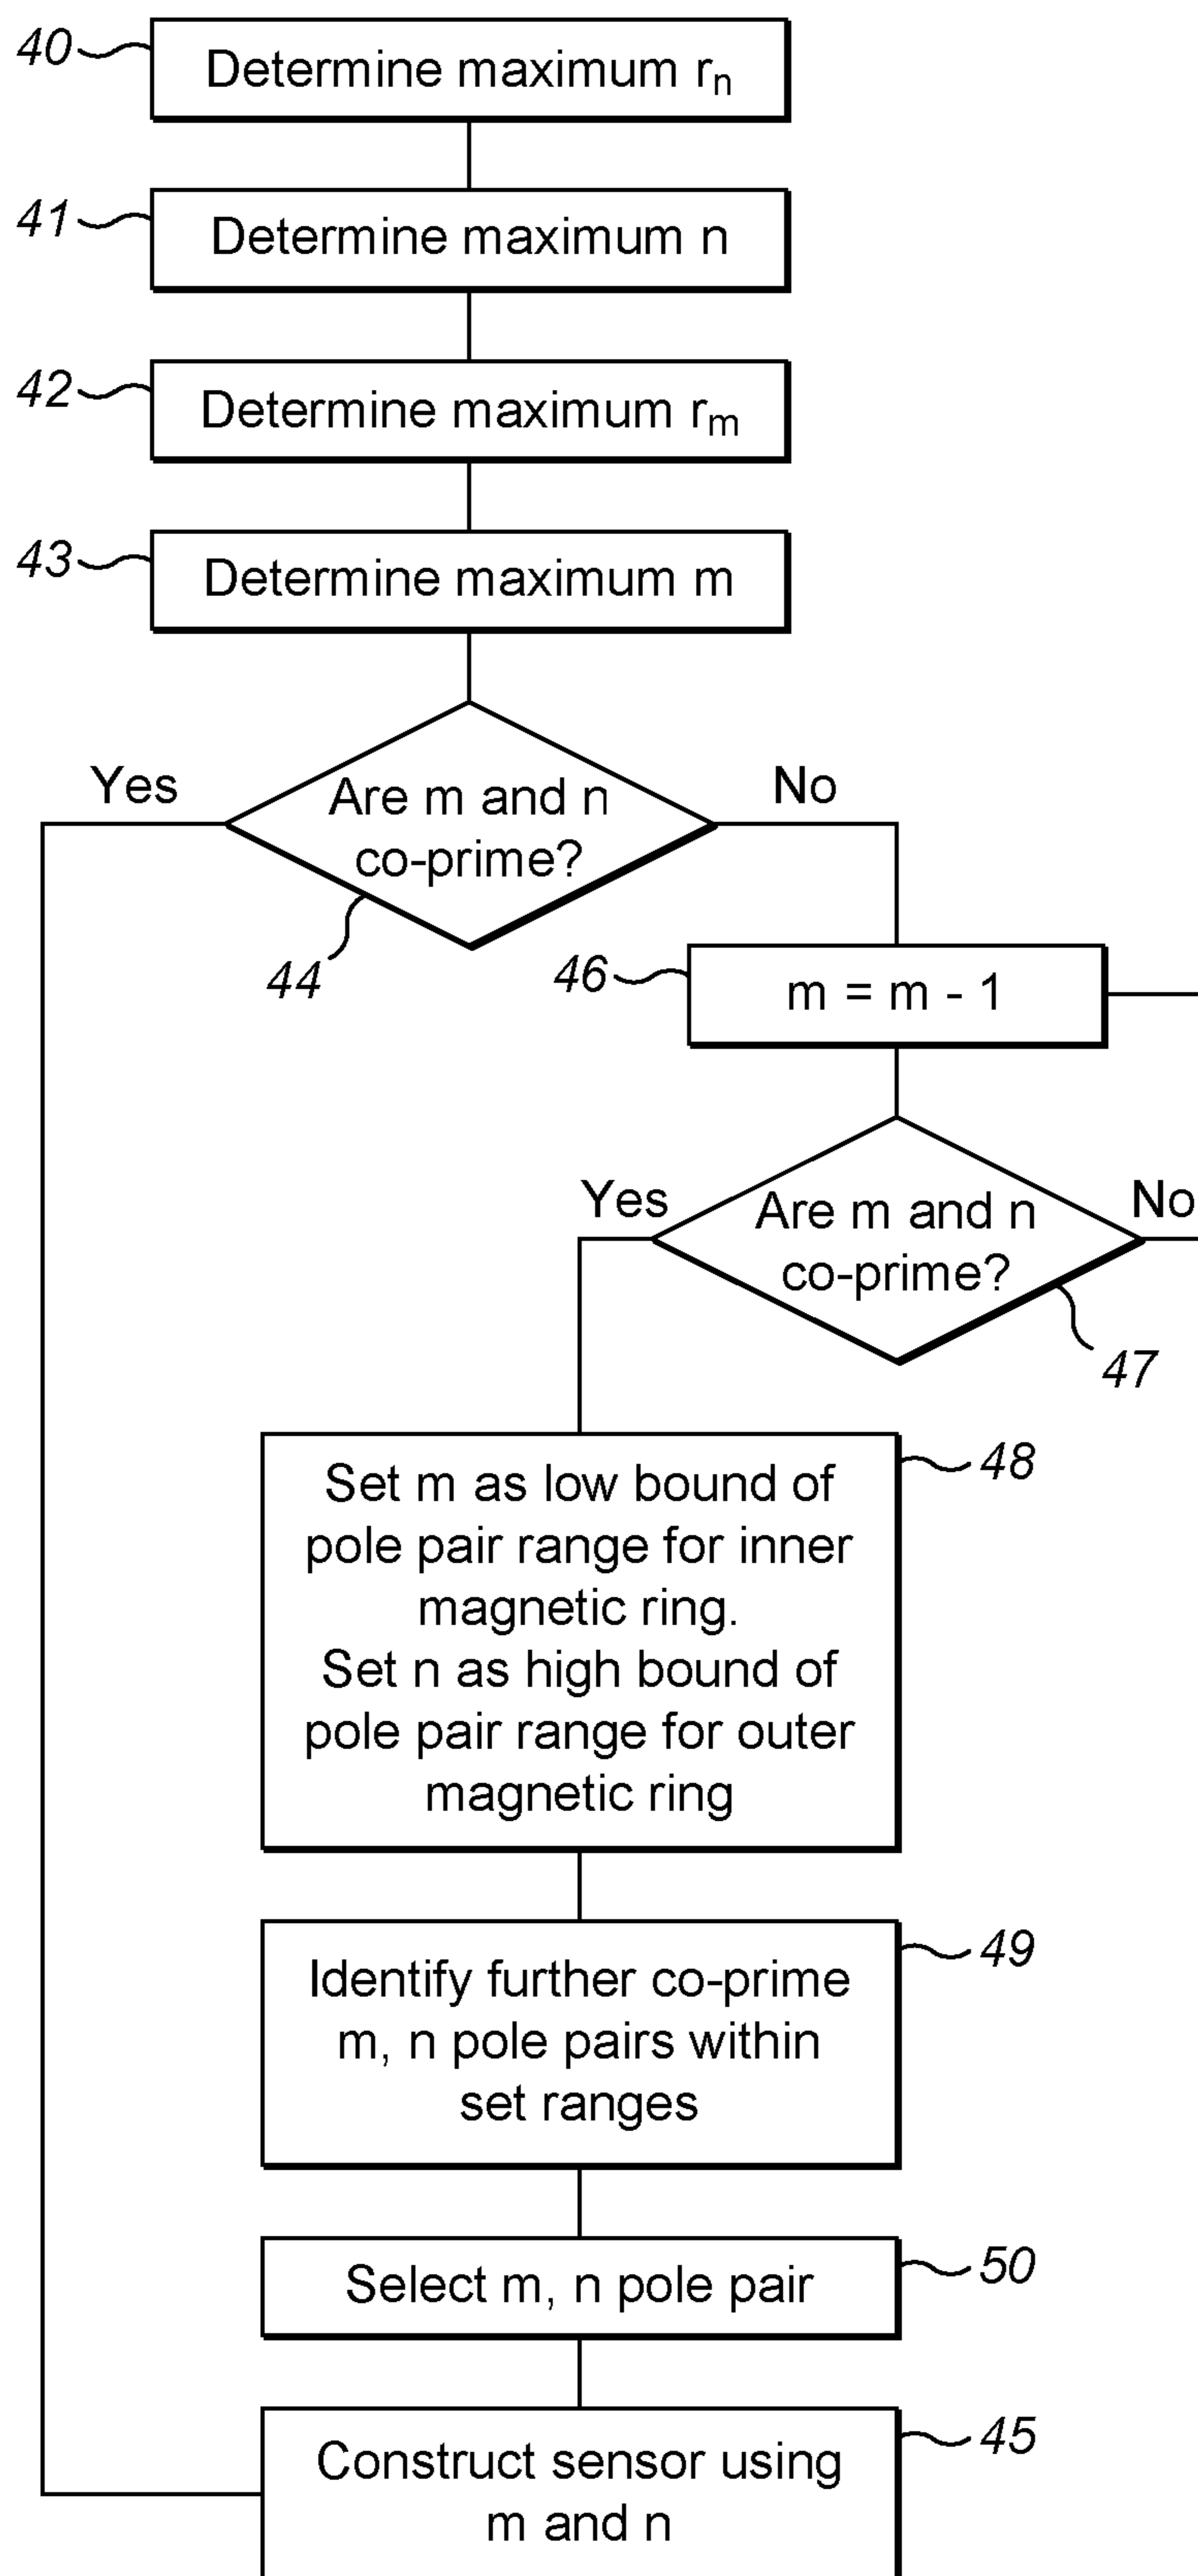 40
Determine maximum rn
41
Determine maximum n
42
Determine maximum rm
43
Determine maximum m
Yes
Are m and n
co-prime?
No
44
46
m = m - 1
Yes
Are m and n
co-prime?
No
47
Set m as low bound of
pole pair range for inner
magnetic ring.
Set n as high bound of
pole pair range for outer
magnetic ring
48
Identify further co-prime
m, n pole pairs within
set ranges
49
Select m, n pole pair
50
Construct sensor using
m and n
45